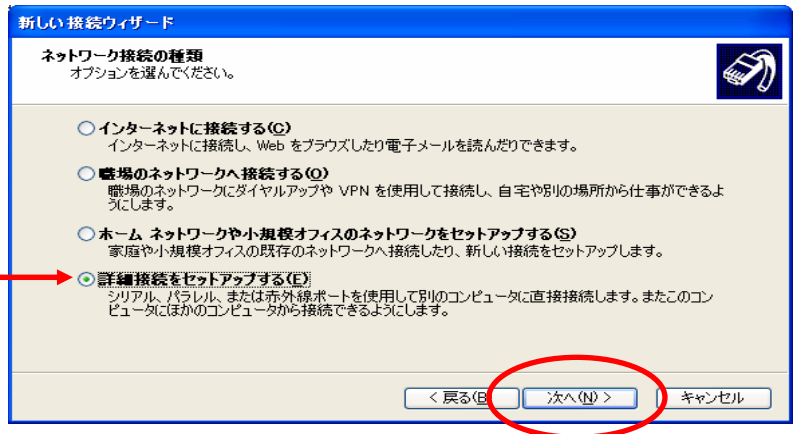 新しい接続ウィザード
ネットワーク接続の種類
オプションを選んでください。
インターネットに接続する(C)
インターネットに接続し、Web をブラウズしたり電子メールを読んだりできます。
職場のネットワークへ接続する(O)
職場のネットワークにダイヤルアップや VPN を使用して接続し、自宅や別の場所から仕事ができるよ
うにします。
ホーム ネットワークや小規模オフィスのネットワークをセットアップする(S)
家庭や小規模オフィスの既存のネットワークへ接続したり、新しい接続をセットアップします。
詳細接続をセットアップする(E)
シリアル、パラレル、または赤外線ポートを使用して別のコンピュータに直接接続します。またこのコン
ピュータにほかのコンピュータから接続できるようにします。
< 戻る(B 次へ(N) > キャンセル